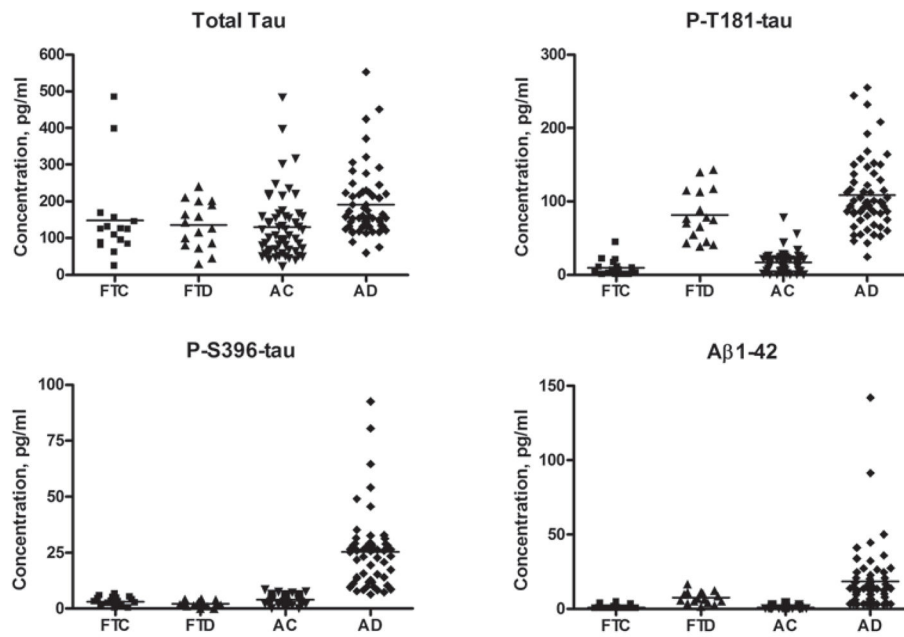 Total Tau
Concentration, pg/ml
600
500
400
300
200
100
0
FTC FTD AC AD
P-T181-tau
Concentration, pg/ml
300
200
100
0
FTC FTD AC AD
P-S396-tau
Concentration, pg/ml
100
75
50
25
0
FTC FTD AC AD
Aβ1-42
Concentration, pg/ml
150
100
50
0
FTC FTD AC AD